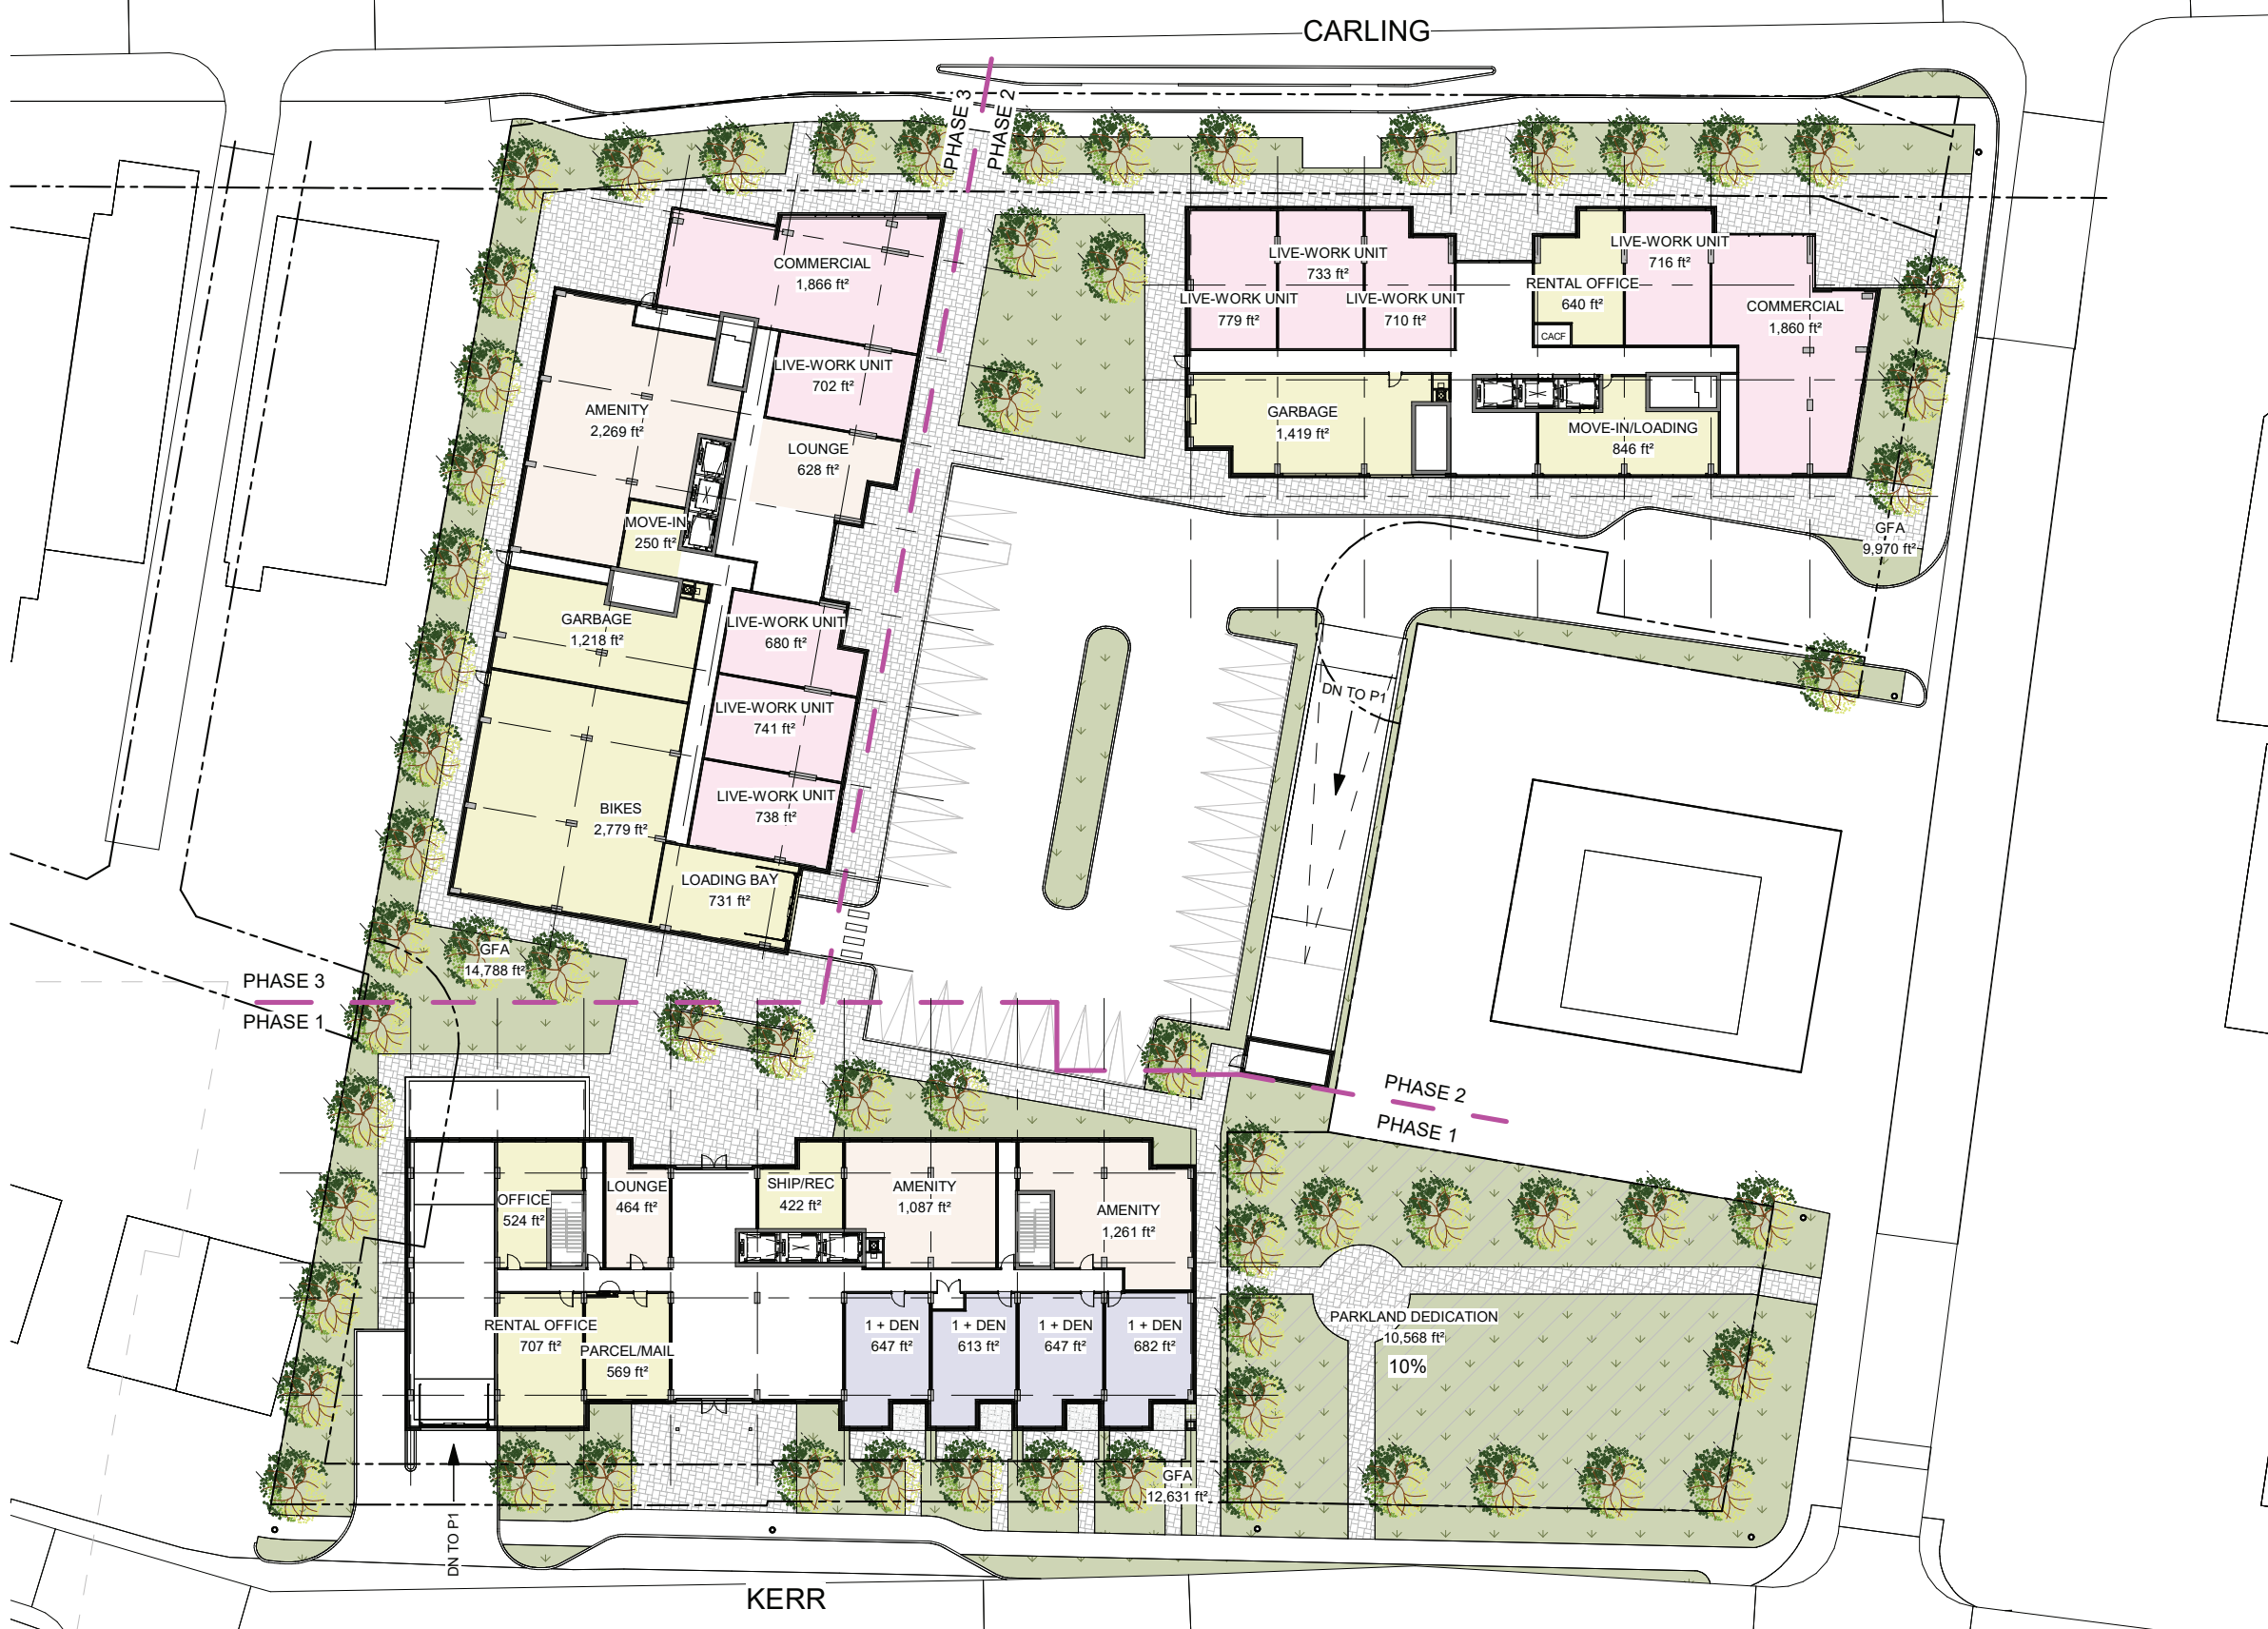 CARLING
PHASE 3
PHASE 2
COMMERCIAL
1,866 ft²
LIVE-WORK UNIT
702 ft²
AMENITY
2,269 ft²
LOUNGE
628 ft²
MOVE-IN
250 ft²
GARBAGE
1,218 ft²
LIVE-WORK UNIT
680 ft²
LIVE-WORK UNIT
741 ft²
LIVE-WORK UNIT
738 ft²
BIKES
2,779 ft²
LOADING BAY
731 ft²
GFA
14,788 ft²
LIVE-WORK UNIT
733 ft²
LIVE-WORK UNIT
779 ft²
LIVE-WORK UNIT
710 ft²
RENTAL OFFICE
640 ft²
CACF
LIVE-WORK UNIT
716 ft²
COMMERCIAL
1,860 ft²
GARBAGE
1,419 ft²
MOVE-IN/LOADING
846 ft²
GFA
9,970 ft²
DN TO P1
PHASE 3
PHASE 1
PHASE 2
PHASE 1
OFFICE
524 ft²
LOUNGE
464 ft²
SHIP/REC
422 ft²
AMENITY
1,087 ft²
AMENITY
1,261 ft²
RENTAL OFFICE
707 ft²
PARCEL/MAIL
569 ft²
1 + DEN
647 ft²
1 + DEN
613 ft²
1 + DEN
647 ft²
1 + DEN
682 ft²
PARKLAND DEDICATION
10,568 ft²
10%
GFA
12,631 ft²
DN TO P1
KERR